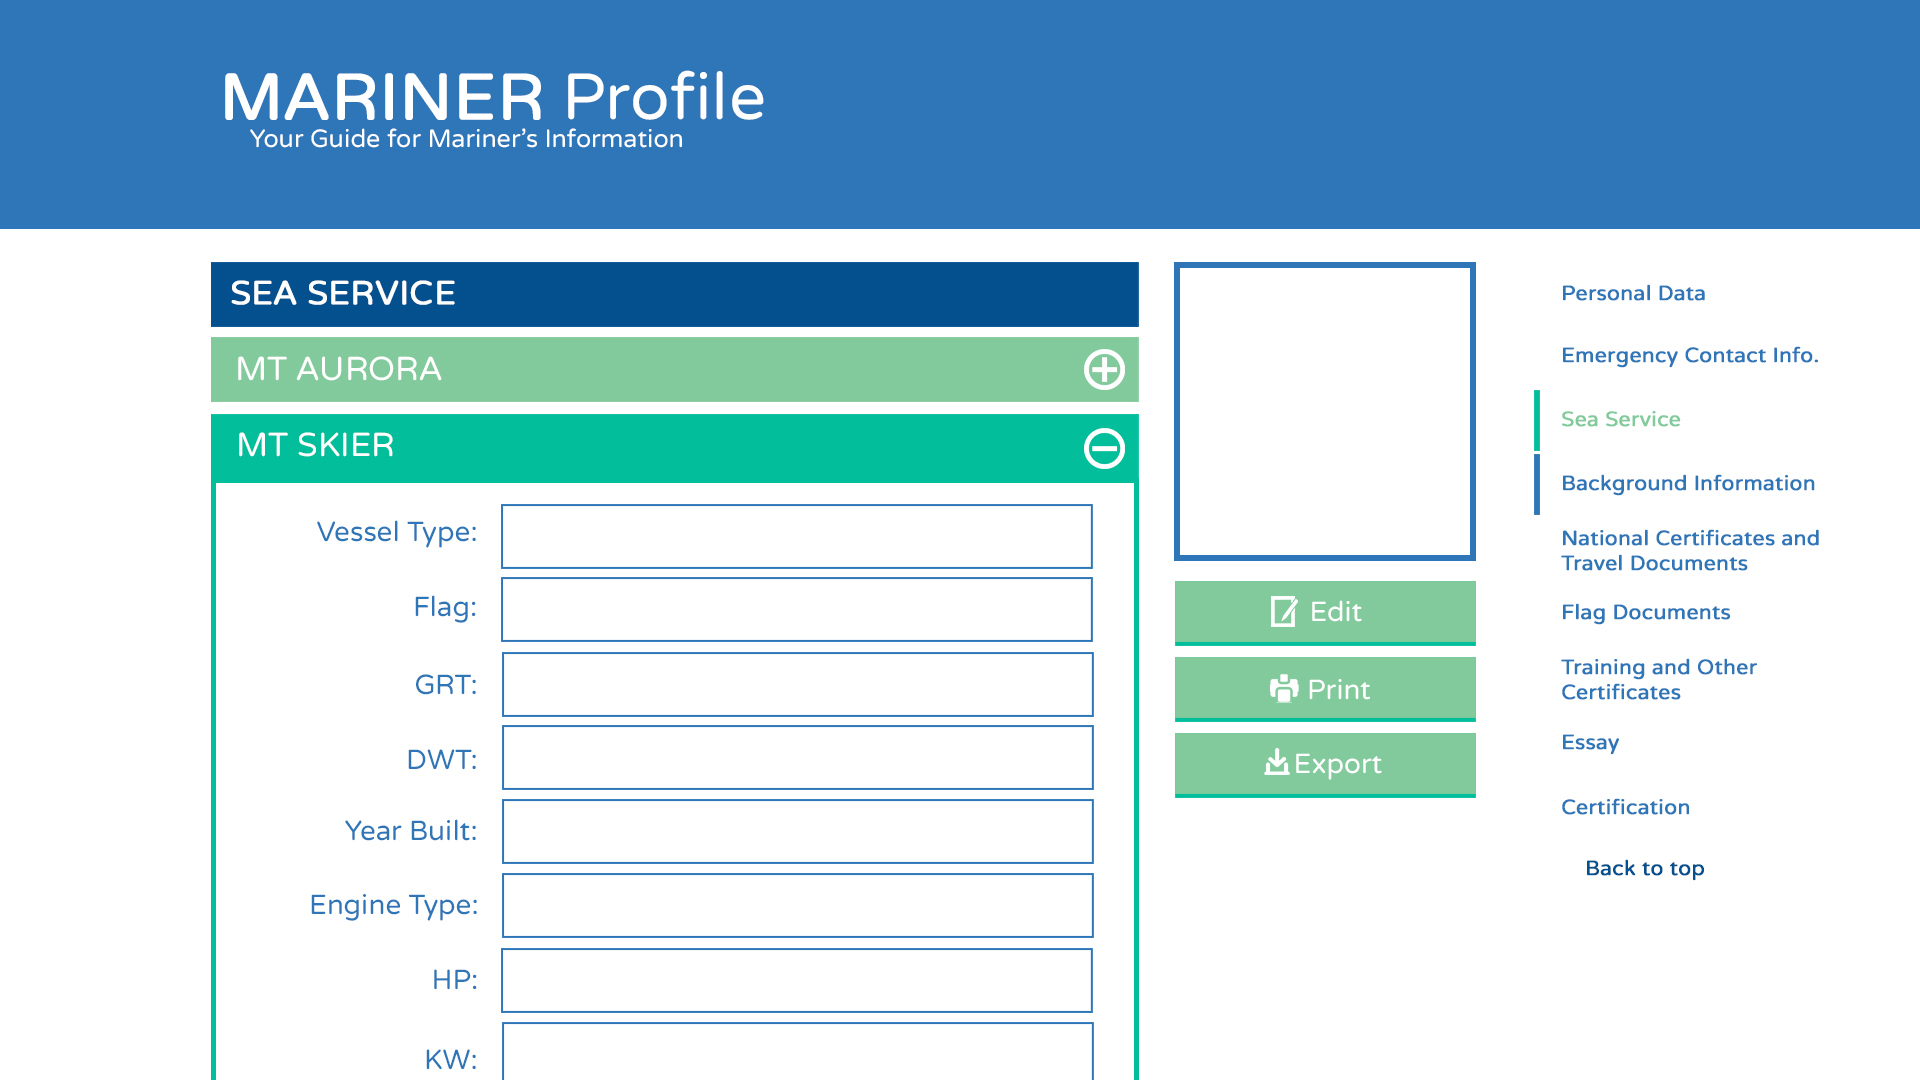 MARINER Profile
Your Guide for Mariner’s Information
SEA SERVICE
MT AURORA
MT SKIER
Vessel Type:
Flag:
GRT:
DWT:
Year Built:
Engine Type:
HP:
KW:
Edit
Print
Export
Personal Data
Emergency Contact Info.
Sea Service
Background Information
National Certificates and
Travel Documents
Flag Documents
Training and Other
Certificates
Essay
Certification
Back to top